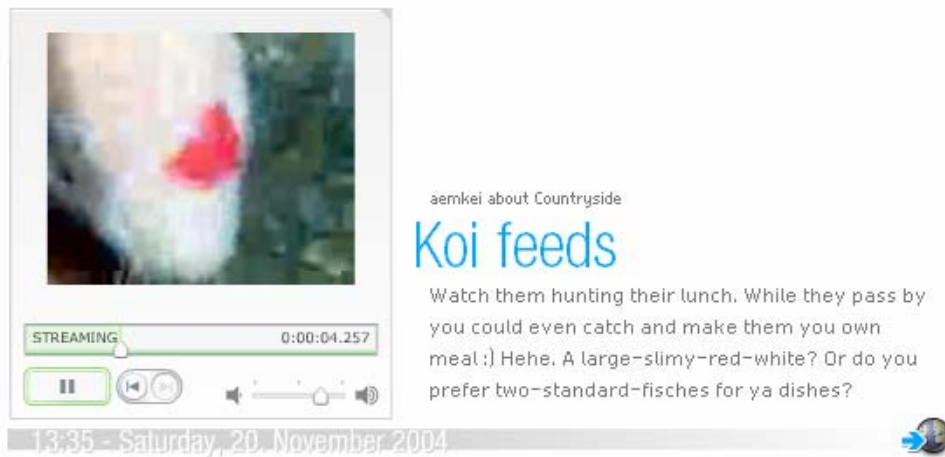 STREAMING 0:00:04.257
aemkei about Countryside
Koi feeds
Watch them hunting their lunch. While they pass by
you could even catch and make them you own
meal :) Hehe. A large-slimy-red-white? Or do you
prefer two-standard-fisches for ya dishes?
13:35 - Saturday, 20. November 2004